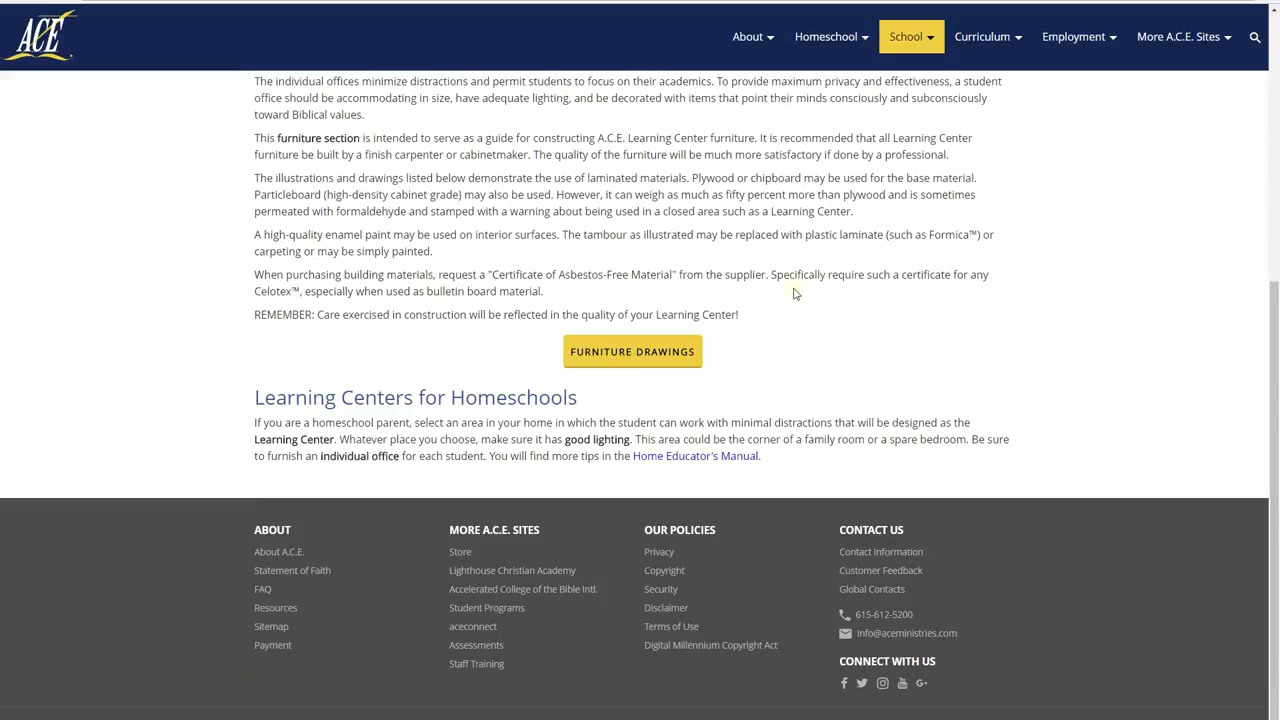 ACE
About
Homeschool
School
Curriculum
Employment
More A.C.E. Sites
The individual offices minimize distractions and permit students to focus on their academics. To provide maximum privacy and effectiveness, a student
office should be accommodating in size, have adequate lighting, and be decorated with items that point their minds consciously and subconsciously
toward Biblical values.
This furniture section is intended to serve as a guide for constructing A.C.E. Learning Center furniture. It is recommended that all Learning Center
furniture be built by a finish carpenter or cabinetmaker. The quality of the furniture will be much more satisfactory if done by a professional.
The illustrations and drawings listed below demonstrate the use of laminated materials. Plywood or chipboard may be used for the base material.
Particleboard (high-density cabinet grade) may also be used. However, it can weigh as much as fifty percent more than plywood and is sometimes
permeated with formaldehyde and stamped with a warning about being used in a closed area such as a Learning Center.
A high-quality enamel paint may be used on interior surfaces. The tambour as illustrated may be replaced with plastic laminate (such as Formica™) or
carpeting or may be simply painted.
When purchasing building materials, request a "Certificate of Asbestos-Free Material" from the supplier. Specifically require such a certificate for any
Celotex™, especially when used as bulletin board material.
REMEMBER: Care exercised in construction will be reflected in the quality of your Learning Center!
FURNITURE DRAWINGS
Learning Centers for Homeschools
If you are a homeschool parent, select an area in your home in which the student can work with minimal distractions that will be designed as the
Learning Center. Whatever place you choose, make sure it has good lighting. This area could be the corner of a family room or a spare bedroom. Be sure
to furnish an individual office for each student. You will find more tips in the Home Educator's Manual.
ABOUT
About A.C.E.
Statement of Faith
FAQ
Resources
Sitemap
Payment
MORE A.C.E. SITES
Store
Lighthouse Christian Academy
Accelerated College of the Bible Intl.
Student Programs
aceconnect
Assessments
Staff Training
OUR POLICIES
Privacy
Copyright
Security
Disclaimer
Terms of Use
Digital Millennium Copyright Act
CONTACT US
Contact Information
Customer Feedback
Global Contacts
615-612-5200
Info@aceministries.com
CONNECT WITH US